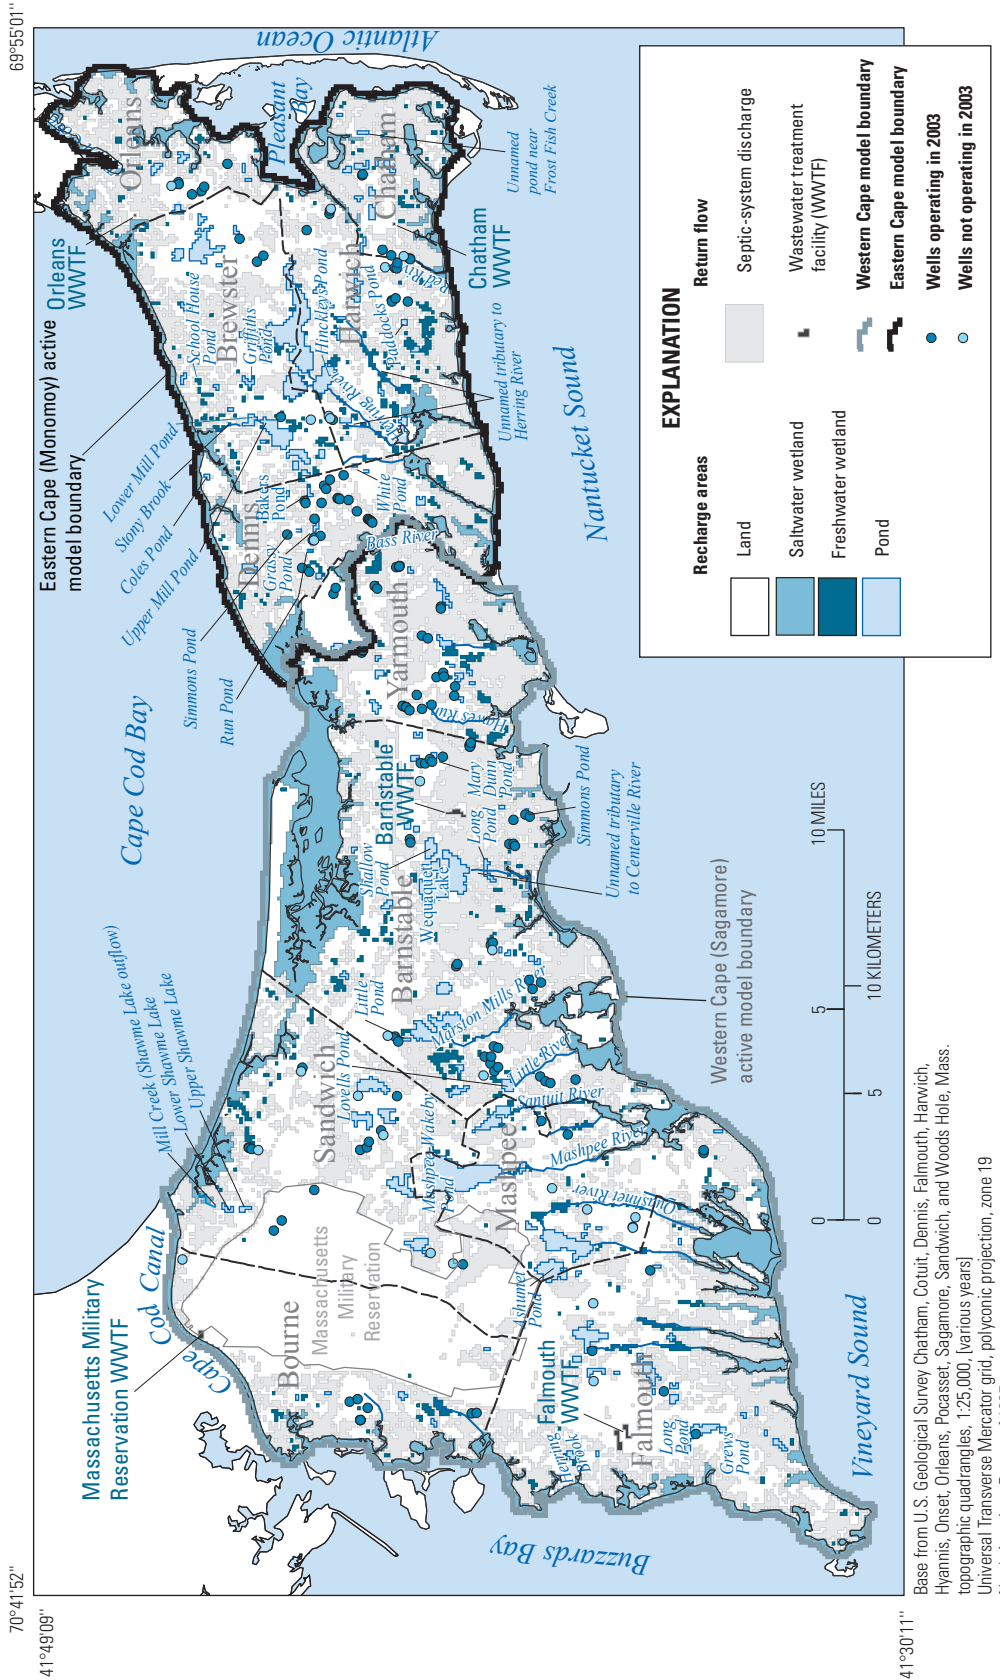 70°41'52"
69°55'01"
41°49'09"
41°30'11"
Massachusetts Military
Reservation WWTF
Cape Cod Canal
Mill Creek (Shawme Lake outflow)
Lower Shawme Lake
Upper Shawme Lake
Cape Cod Bay
Eastern Cape (Monomoy) active
model boundary
Lower Mill Pond
Stony Brook
Coles Pond
Upper Mill Pond
Simmons Pond
Run Pond
Orleans
WWTF
Orleans
Atlantic Ocean
Pleasant
Bay
School House
Pond
Brewster
Griffiths
Pond
Hinckleys Pond
Harwich
Paddocks Pond
Red River
Chatham
Unnamed
pond near
Frost Fish Creek
Chatham
WWTF
Dennis
Grassy
Pond
Bakers
Pond
White
Pond
Herring River
Unnamed tributary to
Herring River
Bass River
Yarmouth
Hawes Run
Nantucket Sound
Barnstable
WWTF
Mary
Dunn
Pond
Long
Pond
Simmons Pond
Shallow
Pond
Wequaquet
Lake
Unnamed tributary
to Centerville River
Barnstable
Little
Pond
Marston Mills River
Lovells Pond
Sandwich
Little River
Santuit River
Mashpee-Wakeby
Pond
Mashpee
Mashpee River
Quashnet River
Western Cape (Sagamore)
active model boundary
Bourne
Massachusetts
Military
Reservation
Ashumet
Pond
Falmouth
WWTF
Herring
Brook
Falmouth
Long
Pond
Grews
Pond
Buzzards Bay
Vineyard Sound
0 5 10 MILES
0 5 10 KILOMETERS
EXPLANATION
Recharge areas
Land
Saltwater wetland
Freshwater wetland
Pond
Return flow
Septic-system discharge
Wastewater treatment
facility (WWTF)
Western Cape model boundary
Eastern Cape model boundary
Wells operating in 2003
Wells not operating in 2003
Base from U.S. Geological Survey Chatham, Cotuit, Dennis, Falmouth, Harwich,
Hyannis, Onset, Orleans, Pocasset, Sagamore, Sandwich, and Woods Hole, Mass.
topographic quadrangles, 1:25,000, [various years]
Universal Transverse Mercator grid, polyconic projection, zone 19